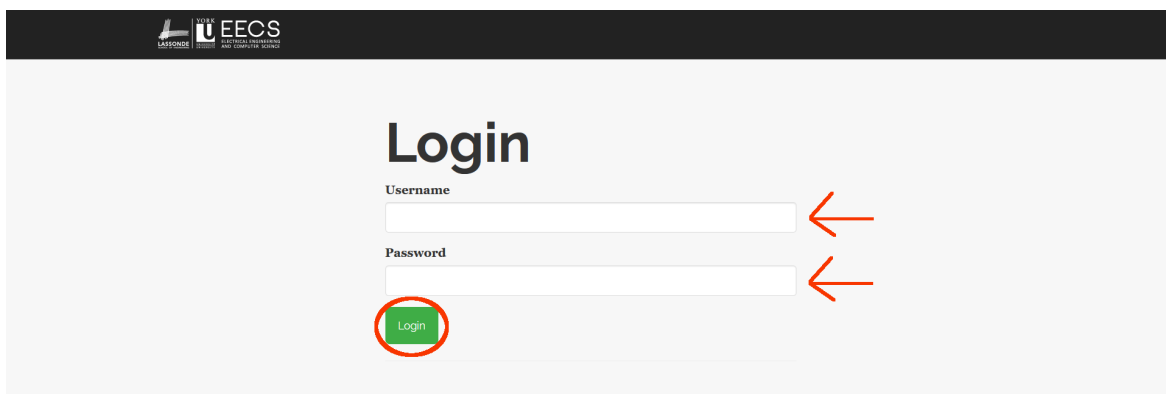 YORK
U EECS
LASSONDE
ELECTRICAL ENGINEERING
AND COMPUTER SCIENCE
Login
Username
Password
Login